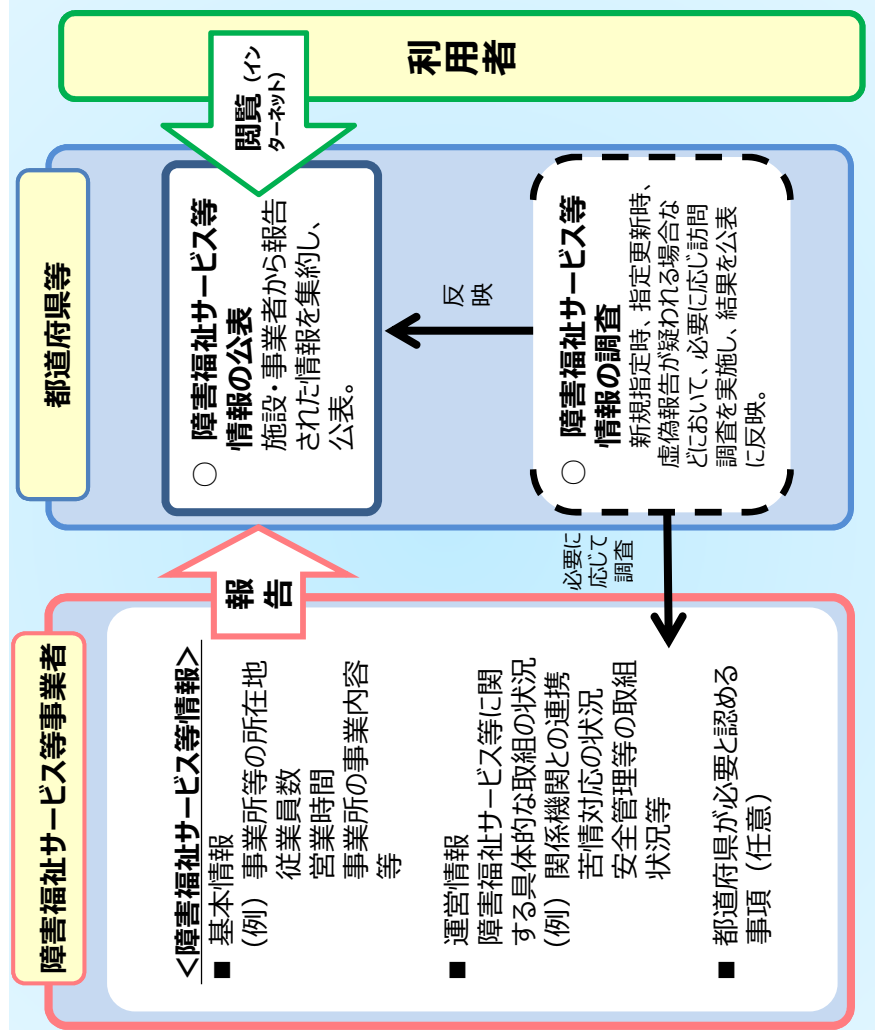 障害福祉サービス等事業者
<障害福祉サービス等情報>
■ 基本情報
(例) 事業所等の所在地
従業員数
営業時間
事業所の事業内容
等
■ 運営情報
障害福祉サービス等に関
する具体的な取組の状況
(例) 関係機関との連携
苦情対応の状況
安全管理等の取組
状況等
■ 都道府県が必要と認める
事項（任意）
報
告
必要に
応じて
調査
都道府県等
○ 障害福祉サービス等
情報の公表
施設・事業者から報告
された情報を集約し、
公表。
反
映
○ 障害福祉サービス等
情報の調査
新規指定時、指定更新時、
虚偽報告が疑われる場合な
どにおいて、必要に応じ訪問
調査を実施し、結果を公表
に反映。
閲覧（イン
ターネット）
利用者